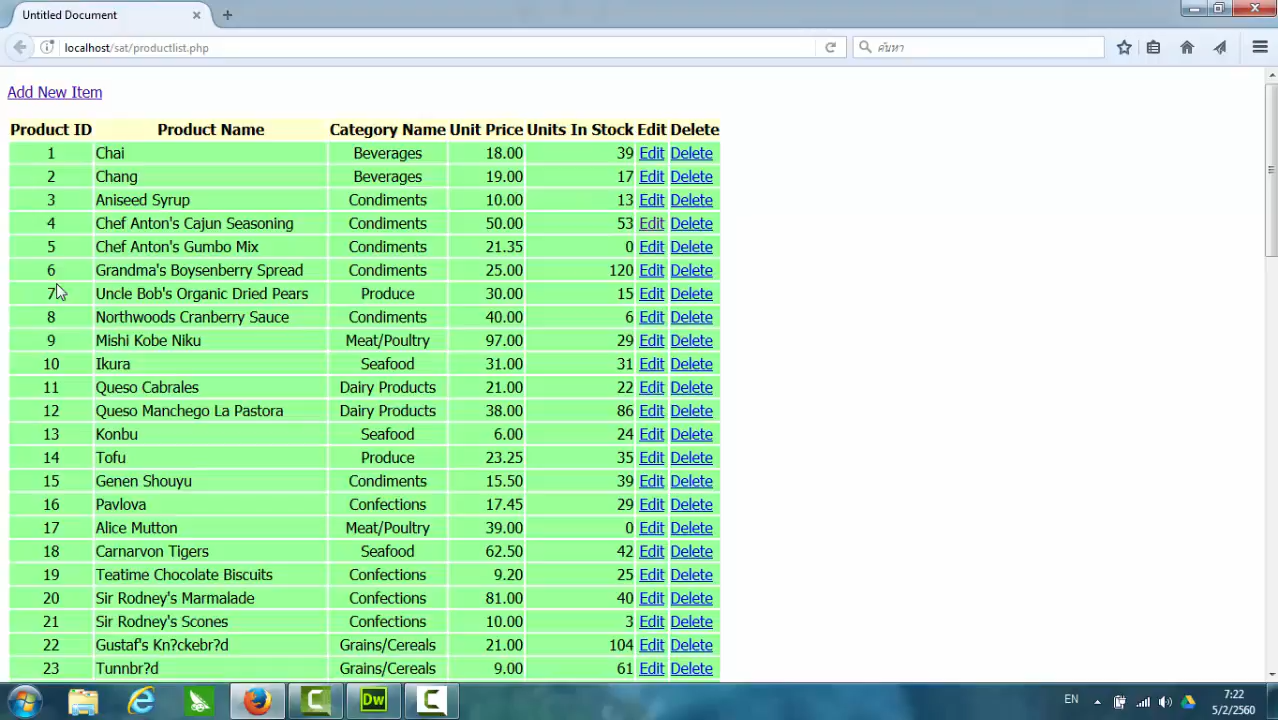 Untitled Document
localhost/sat/productlist.php
ค้นหา
Add New Item
Product ID Product Name Category Name Unit Price Units In Stock Edit Delete
1 Chai Beverages 18.00 39 Edit Delete
2 Chang Beverages 19.00 17 Edit Delete
3 Aniseed Syrup Condiments 10.00 13 Edit Delete
4 Chef Anton's Cajun Seasoning Condiments 50.00 53 Edit Delete
5 Chef Anton's Gumbo Mix Condiments 21.35 0 Edit Delete
6 Grandma's Boysenberry Spread Condiments 25.00 120 Edit Delete
7 Uncle Bob's Organic Dried Pears Produce 30.00 15 Edit Delete
8 Northwoods Cranberry Sauce Condiments 40.00 6 Edit Delete
9 Mishi Kobe Niku Meat/Poultry 97.00 29 Edit Delete
10 Ikura Seafood 31.00 31 Edit Delete
11 Queso Cabrales Dairy Products 21.00 22 Edit Delete
12 Queso Manchego La Pastora Dairy Products 38.00 86 Edit Delete
13 Konbu Seafood 6.00 24 Edit Delete
14 Tofu Produce 23.25 35 Edit Delete
15 Genen Shouyu Condiments 15.50 39 Edit Delete
16 Pavlova Confections 17.45 29 Edit Delete
17 Alice Mutton Meat/Poultry 39.00 0 Edit Delete
18 Carnarvon Tigers Seafood 62.50 42 Edit Delete
19 Teatime Chocolate Biscuits Confections 9.20 25 Edit Delete
20 Sir Rodney's Marmalade Confections 81.00 40 Edit Delete
21 Sir Rodney's Scones Confections 10.00 3 Edit Delete
22 Gustaf's Kn?ckebr?d Grains/Cereals 21.00 104 Edit Delete
23 Tunnbr?d Grains/Cereals 9.00 61 Edit Delete
Dw
EN
7:22
5/2/2560